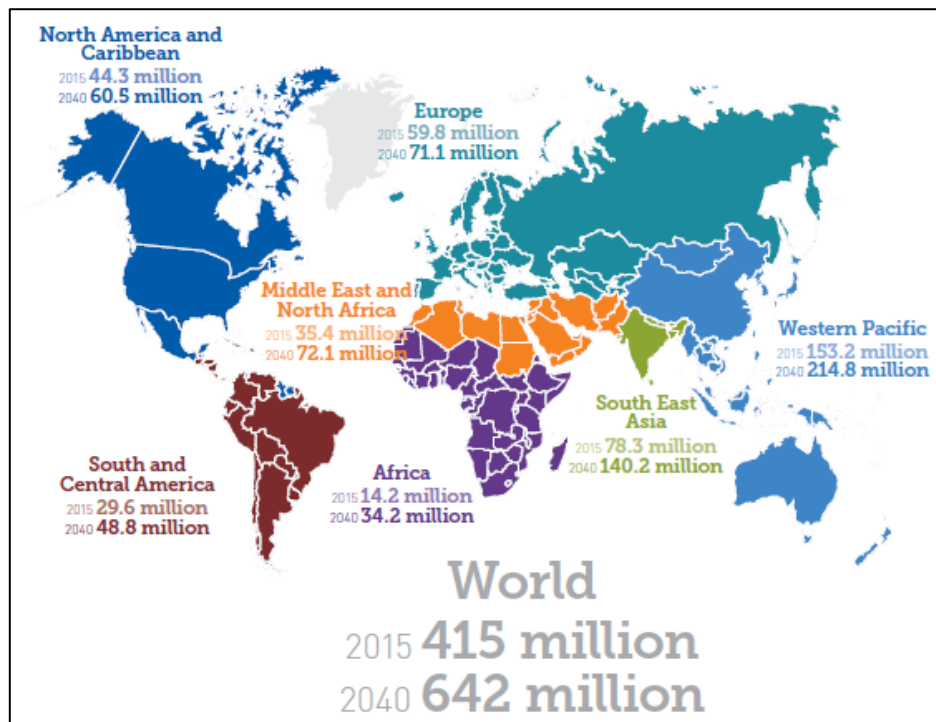 North America and
Caribbean
2015 44.3 million
2040 60.5 million
Europe
2015 59.8 million
2040 71.1 million
Middle East and
North Africa
2015 35.4 million
2040 72.1 million
Western Pacific
2015 153.2 million
2040 214.8 million
South East
Asia
2015 78.3 million
2040 140.2 million
South and
Central America
2015 29.6 million
2040 48.8 million
Africa
2015 14.2 million
2040 34.2 million
World
2015 415 million
2040 642 million